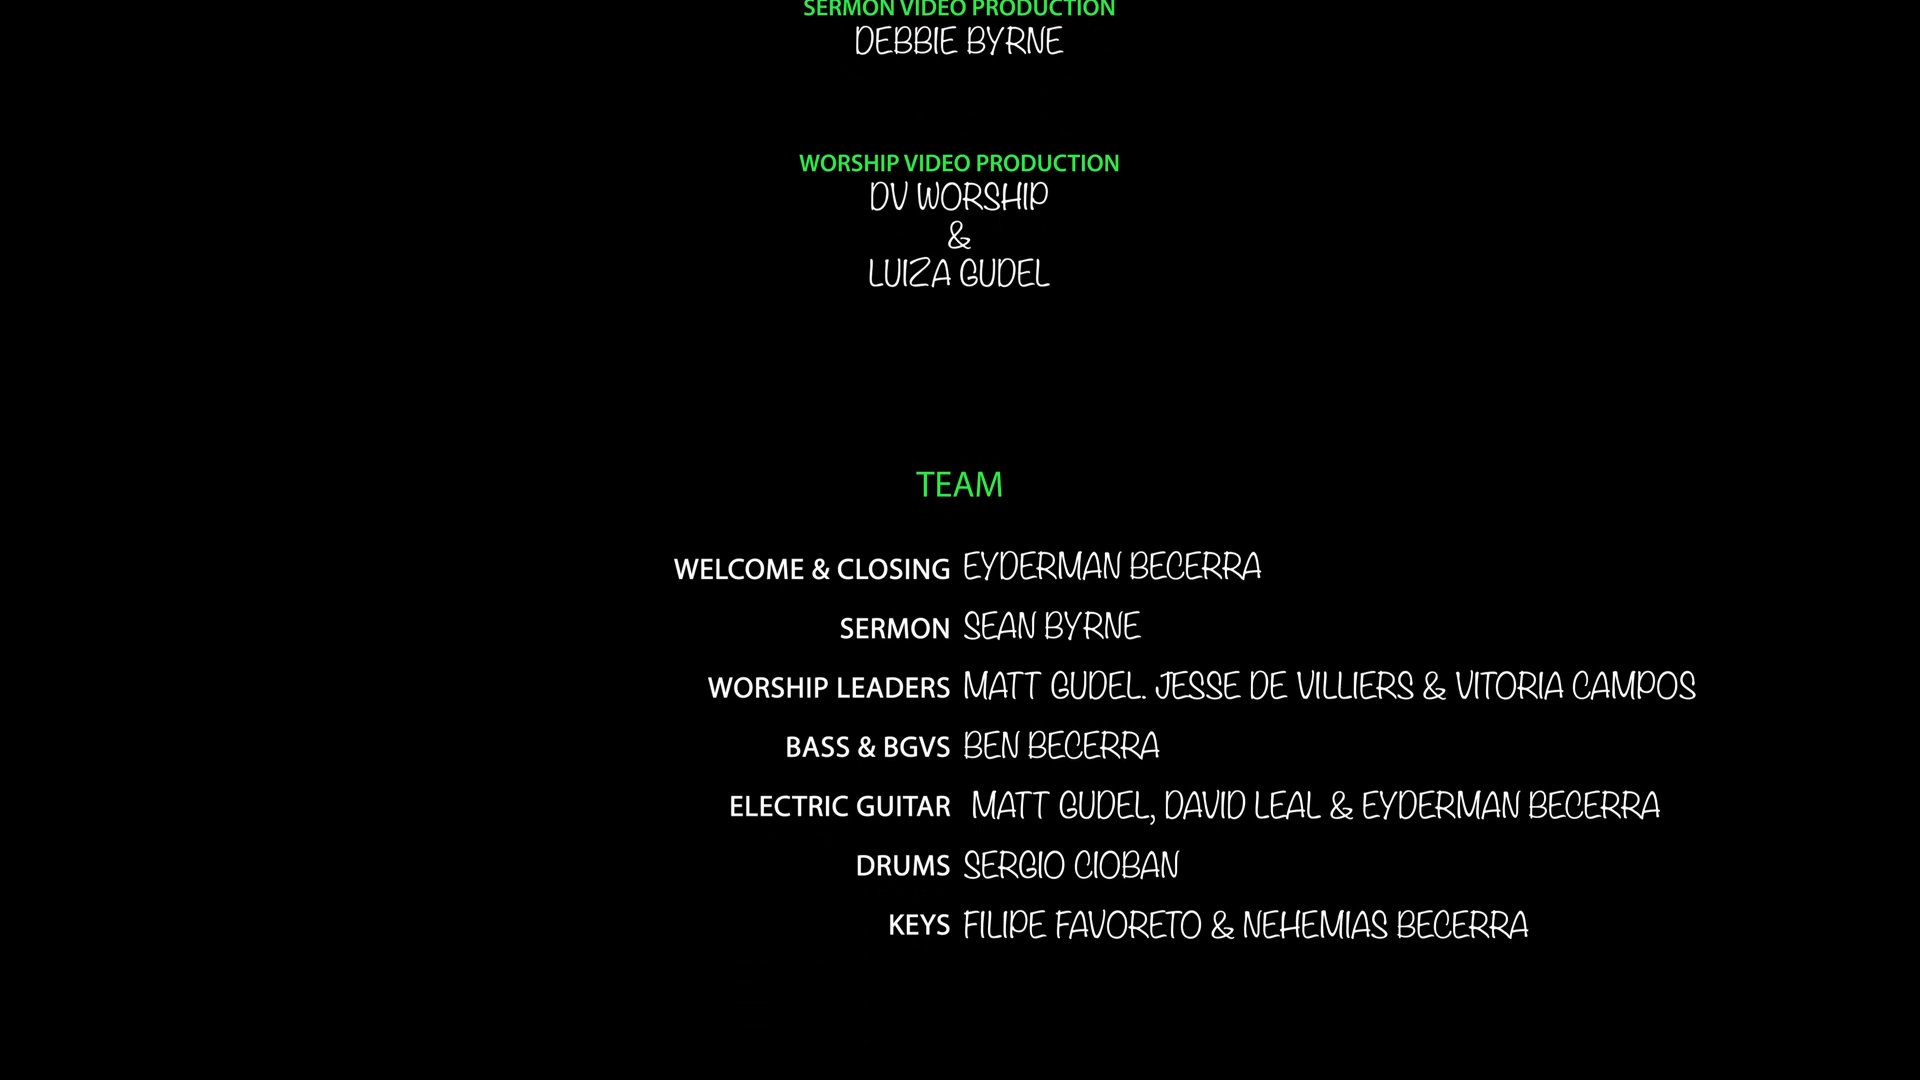 SERMON VIDEO PRODUCTION
DEBBIE BYRNE
WORSHIP VIDEO PRODUCTION
DV WORSHIP
&
LUIZA GUDEL
TEAM
WELCOME & CLOSING EYDERMAN BECERRA
SERMON SEAN BYRNE
WORSHIP LEADERS MATT GUDEL. JESSE DE VILLIERS & VITORIA CAMPOS
BASS & BGVS BEN BECERRA
ELECTRIC GUITAR MATT GUDEL, DAVID LEAL & EYDERMAN BECERRA
DRUMS SERGIO CIOBAN
KEYS FILIPE FAVORETO & NEHEMIAS BECERRA